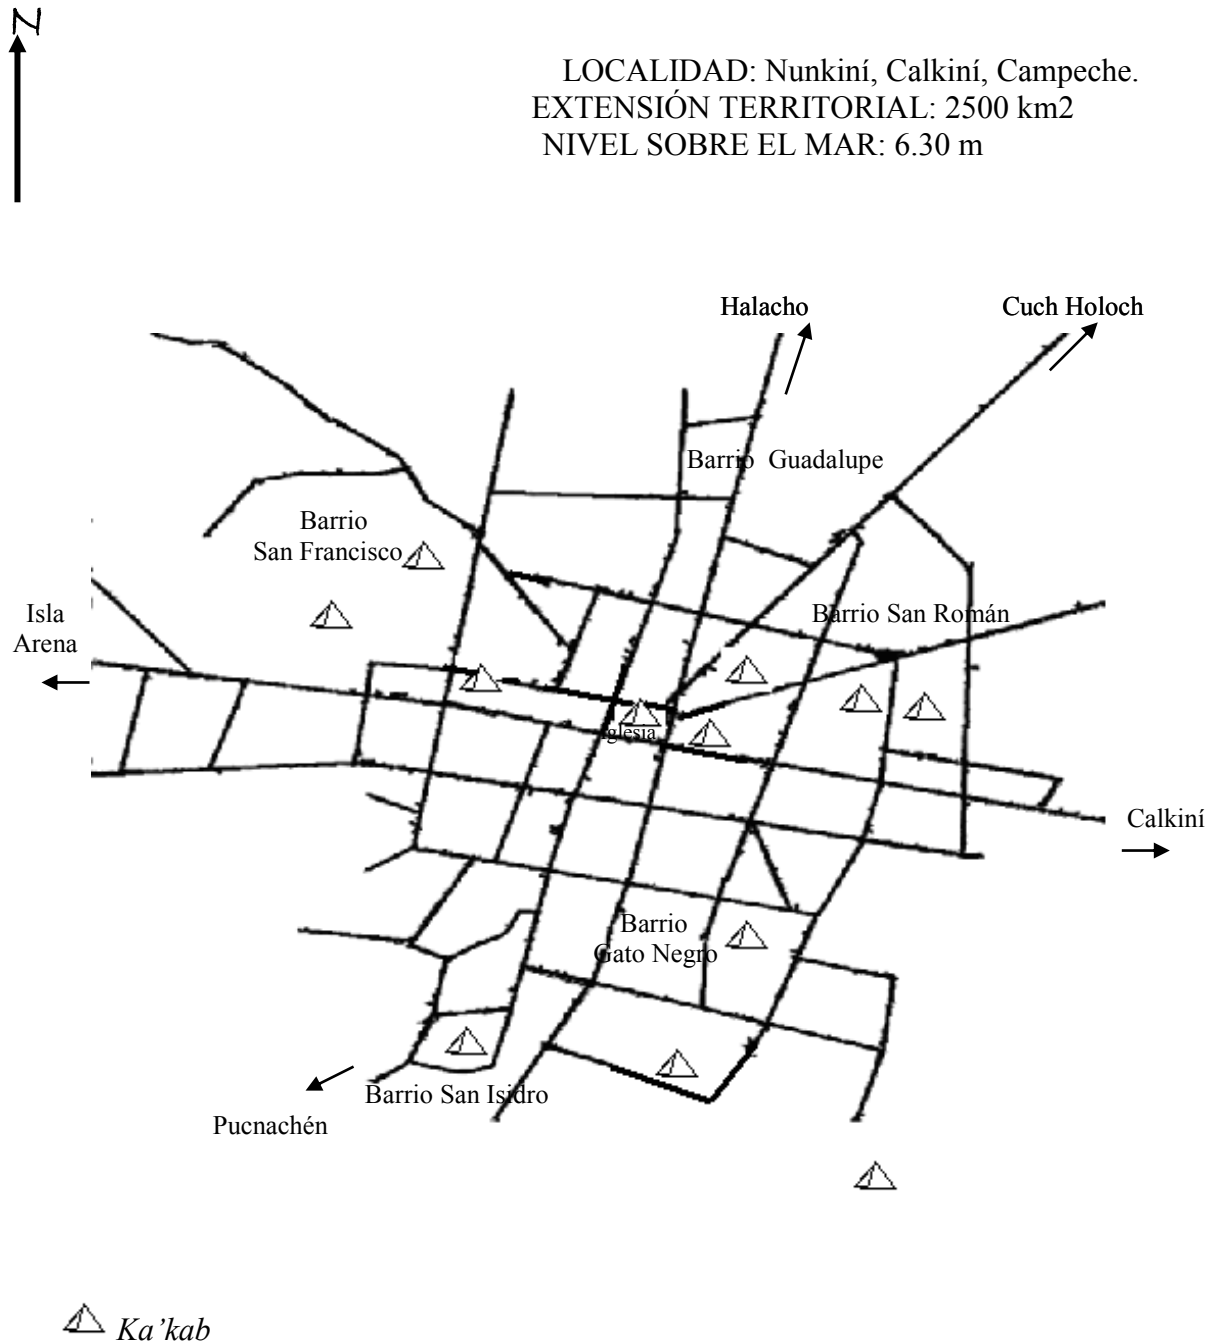 N
LOCALIDAD: Nunkiní, Calkiní, Campeche.
EXTENSIÓN TERRITORIAL: 2500 km2
NIVEL SOBRE EL MAR: 6.30 m
Halacho
Cuch Holoch
Barrio Guadalupe
Barrio
San Francisco
Isla
Arena
Barrio San Román
Iglesia
Calkiní
Barrio
Gato Negro
Barrio San Isidro
Pucnachén
Ka’kab